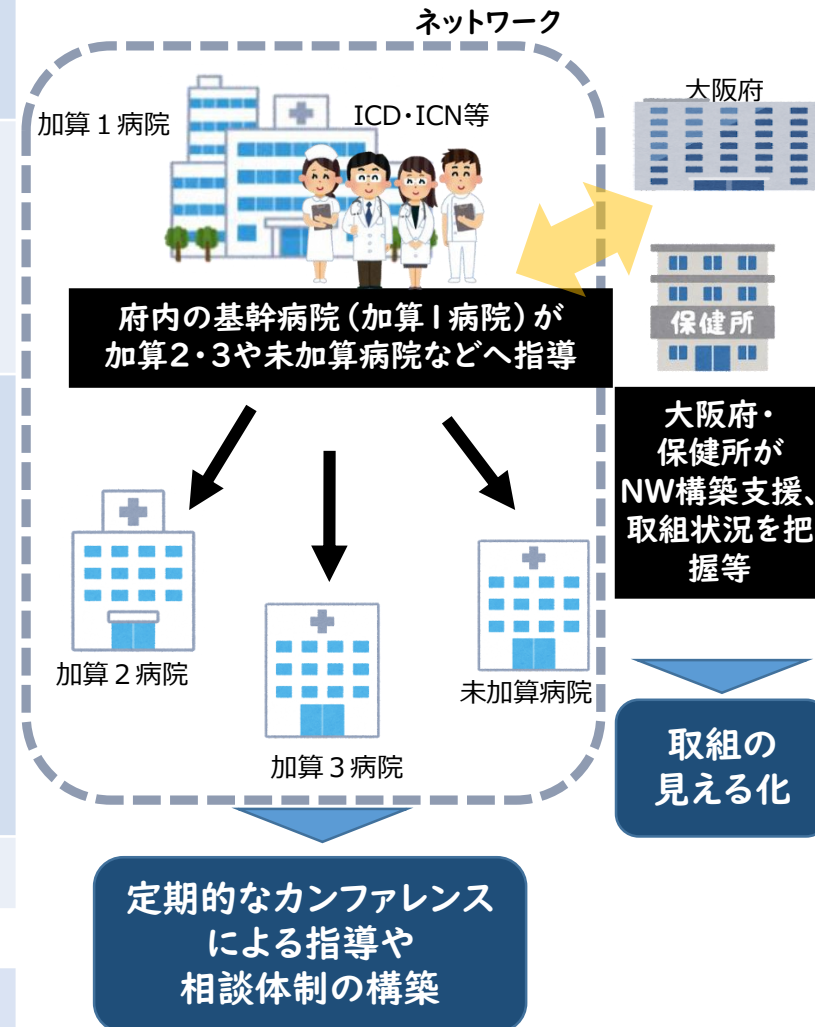 ネットワーク
加算1病院
ICD・ICN等
大阪府
保健所
府内の基幹病院(加算1病院)が
加算2・3や未加算病院などへ指導
大阪府・
保健所が
NW構築支援、
取組状況を把
握等
加算2病院
加算3病院
未加算病院
取組の
見える化
定期的なカンファレンス
による指導や
相談体制の構築